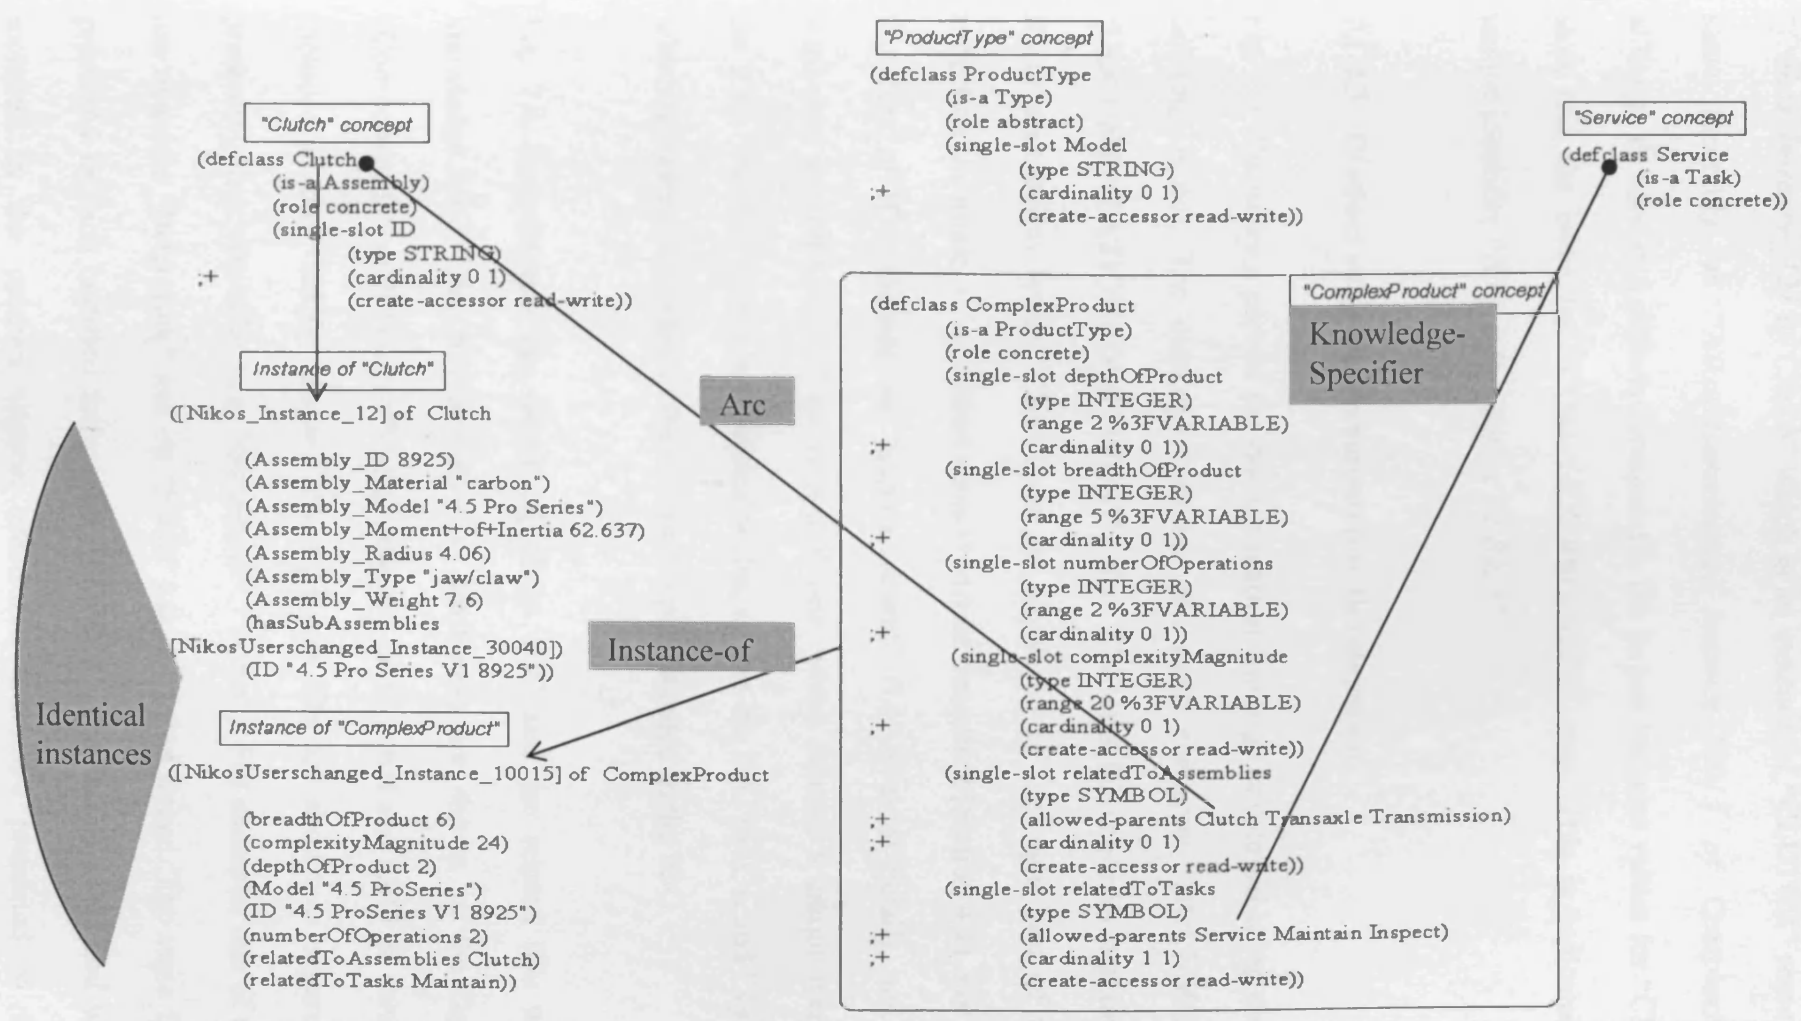 "Clutch" concept
(defclass Clutch
(is-a Assembly)
(role concrete)
(single-slot ID
(type STRING)
;+ (cardinality 0 1)
(create-accessor read-write))
Instance of "Clutch"
([Nikos_Instance_12] of Clutch
(Assembly_ID 8925)
(Assembly_Material "carbon")
(Assembly_Model "4.5 Pro Series")
(Assembly_Moment+of+Inertia 62.637)
(Assembly_Radius 4.06)
(Assembly_Type "jaw/claw")
(Assembly_Weight 7.6)
(hasSubAssemblies
[NikosUserschanged_Instance_30040])
(ID "4.5 Pro Series V1 8925"))
Identical
instances
Instance of "ComplexProduct"
([NikosUserschanged_Instance_10015] of ComplexProduct
(breadthOfProduct 6)
(complexityMagnitude 24)
(depthOfProduct 2)
(Model "4.5 ProSeries")
(ID "4.5 ProSeries V1 8925")
(numberOfOperations 2)
(relatedToAssemblies Clutch)
(relatedToTasks Maintain))
Arc
Instance-of
"ProductType" concept
(defclass ProductType
(is-a Type)
(role abstract)
(single-slot Model
(type STRING)
;+ (cardinality 0 1)
(create-accessor read-write))
"ComplexProduct" concept
Knowledge-
Specifier
(defclass ComplexProduct
(is-a ProductType)
(role concrete)
(single-slot depthOfProduct
(type INTEGER)
(range 2 %3FVARIABLE)
;+ (cardinality 0 1))
(single-slot breadthOfProduct
(type INTEGER)
(range 5 %3FVARIABLE)
;+ (cardinality 0 1))
(single-slot numberOfOperations
(type INTEGER)
(range 2 %3FVARIABLE)
;+ (cardinality 0 1))
(single-slot complexityMagnitude
(type INTEGER)
(range 20 %3FVARIABLE)
;+ (cardinality 0 1)
(create-accessor read-write))
(single-slot relatedToAssemblies
(type SYMBOL)
;+ (allowed-parents Clutch Transaxle Transmission)
;+ (cardinality 0 1)
(create-accessor read-write))
(single-slot relatedToTasks
(type SYMBOL)
;+ (allowed-parents Service Maintain Inspect)
;+ (cardinality 1 1)
(create-accessor read-write))
"Service" concept
(defclass Service
(is-a Task)
(role concrete))